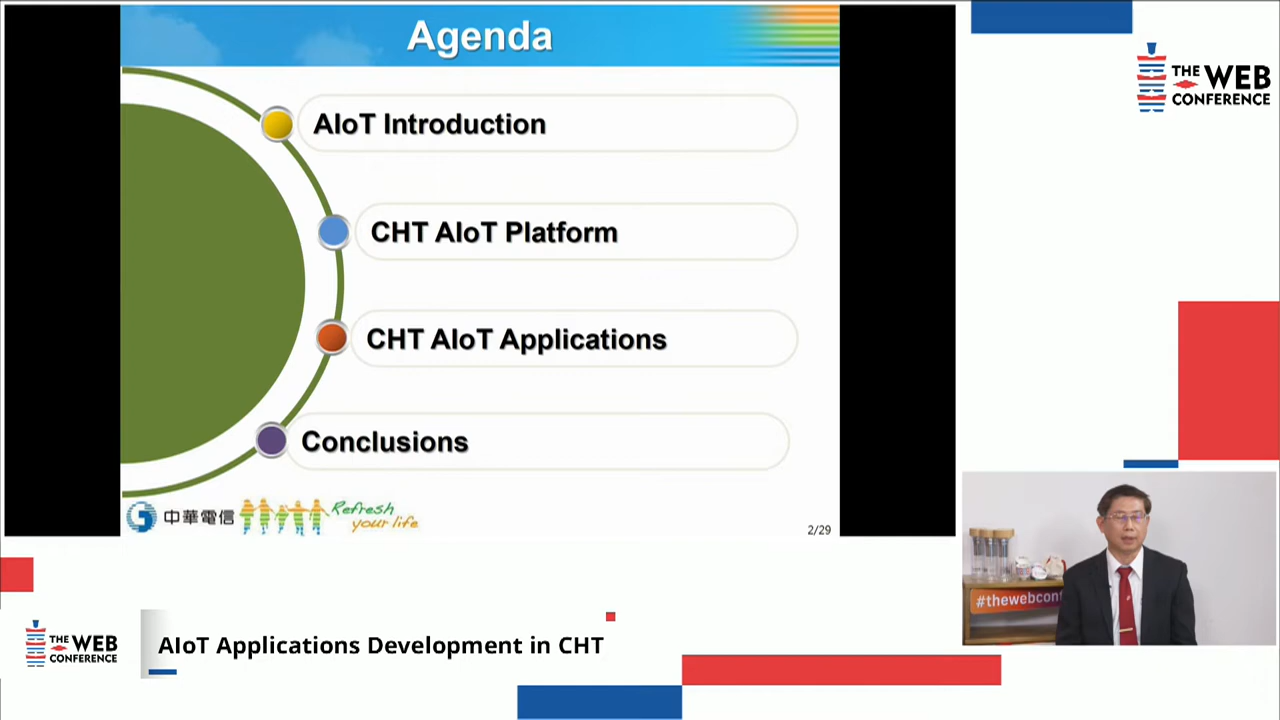 Agenda
AIoT Introduction
CHT AIoT Platform
CHT AIoT Applications
Conclusions
中華電信
Refresh
your life
2/29
THE WEB
CONFERENCE
#thewebconf
THE WEB
CONFERENCE
AIoT Applications Development in CHT